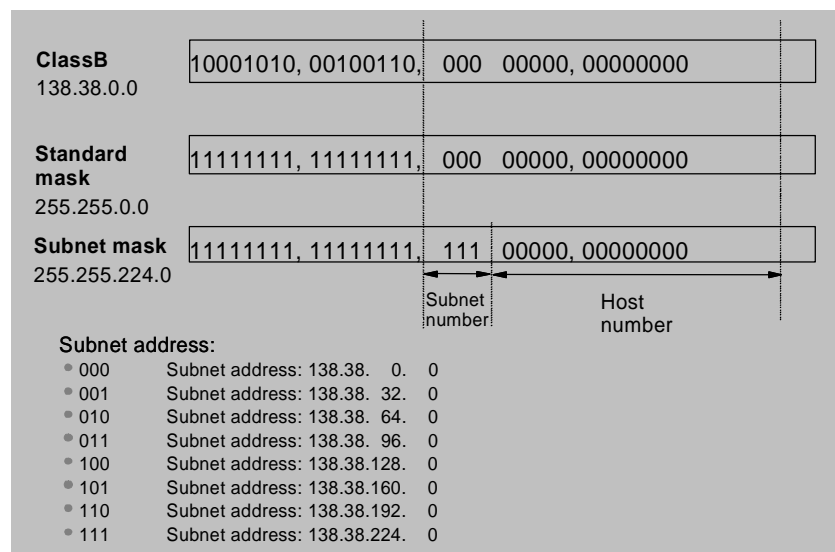 ClassB
138.38.0.0
10001010, 00100110, 000 00000, 00000000
Standard
mask
255.255.0.0
11111111, 11111111, 000 00000, 00000000
Subnet mask
255.255.224.0
11111111, 11111111, 111 00000, 00000000
Subnet
number
Host
number
Subnet address:
000 Subnet address: 138.38. 0. 0
001 Subnet address: 138.38. 32. 0
010 Subnet address: 138.38. 64. 0
011 Subnet address: 138.38. 96. 0
100 Subnet address: 138.38.128. 0
101 Subnet address: 138.38.160. 0
110 Subnet address: 138.38.192. 0
111 Subnet address: 138.38.224. 0